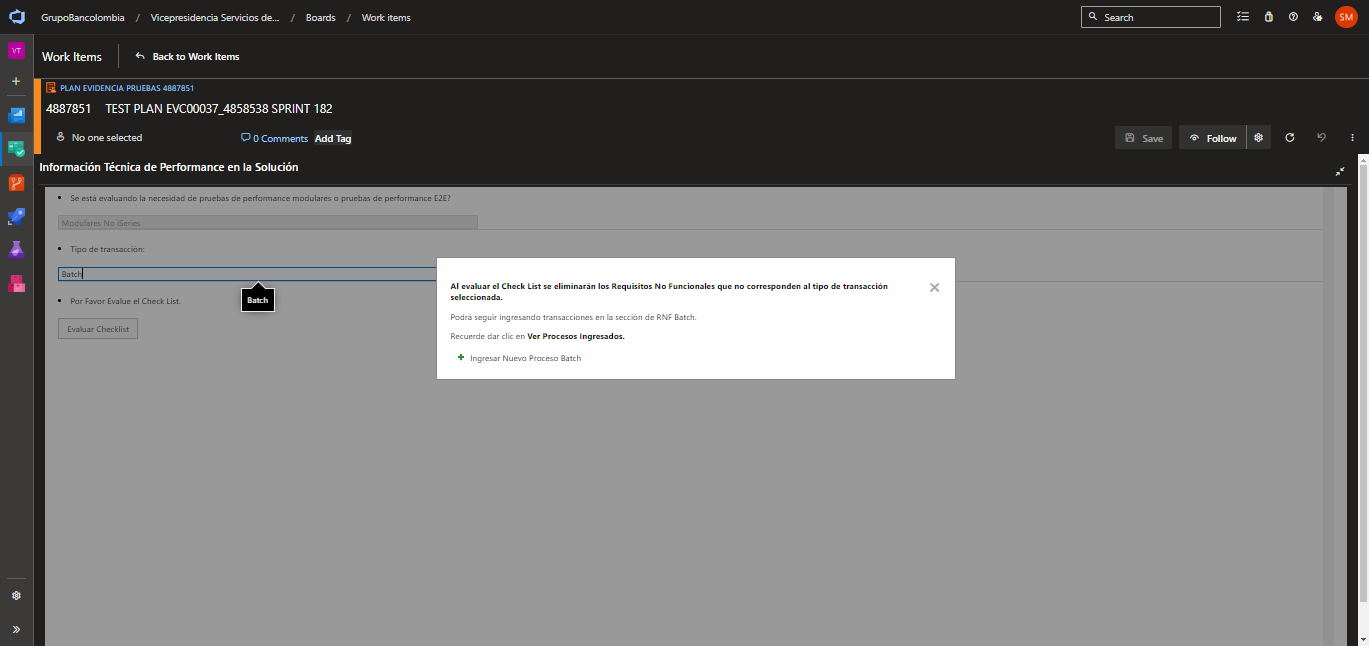 GrupoBancolombia / Vicepresidencia Servicios de... / Boards / Work items
Search
SM
VT
Work Items
Back to Work Items
PLAN EVIDENCIA PRUEBAS 4887851
4887851 TEST PLAN EVC00037_4858538 SPRINT 182
No one selected
0 Comments
Add Tag
Save
Follow
Información Técnica de Performance en la Solución
• Se está evaluando la necesidad de pruebas de performance modulares o pruebas de performance E2E?
Modulares No iSeries
• Tipo de transacción:
Batch
Batch
• Por Favor Evalue el Check List.
Evaluar Checklist
Al evaluar el Check List se eliminarán los Requisitos No Funcionales que no corresponden al tipo de transacción
seleccionada.
Podrá seguir ingresando transacciones en la sección de RNF Batch.
Recuerde dar clic en Ver Procesos Ingresados.
Ingresar Nuevo Proceso Batch